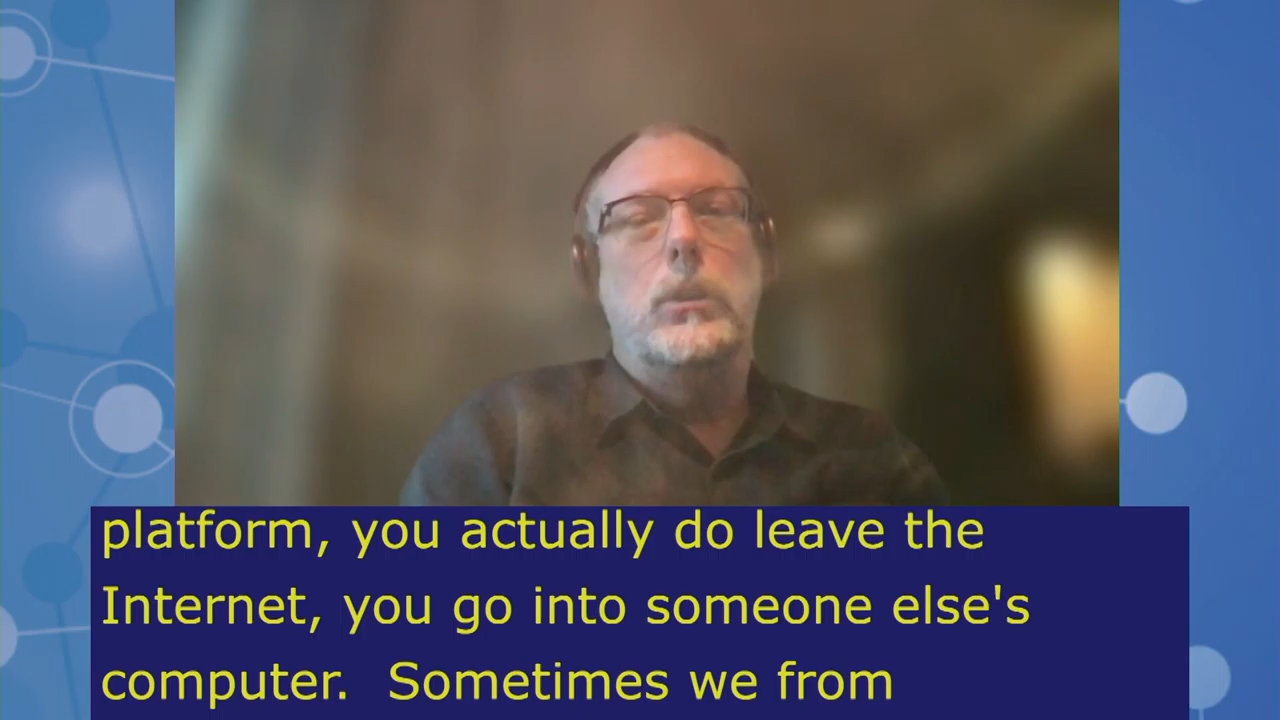 platform, you actually do leave the
Internet, you go into someone else's
computer.  Sometimes we from